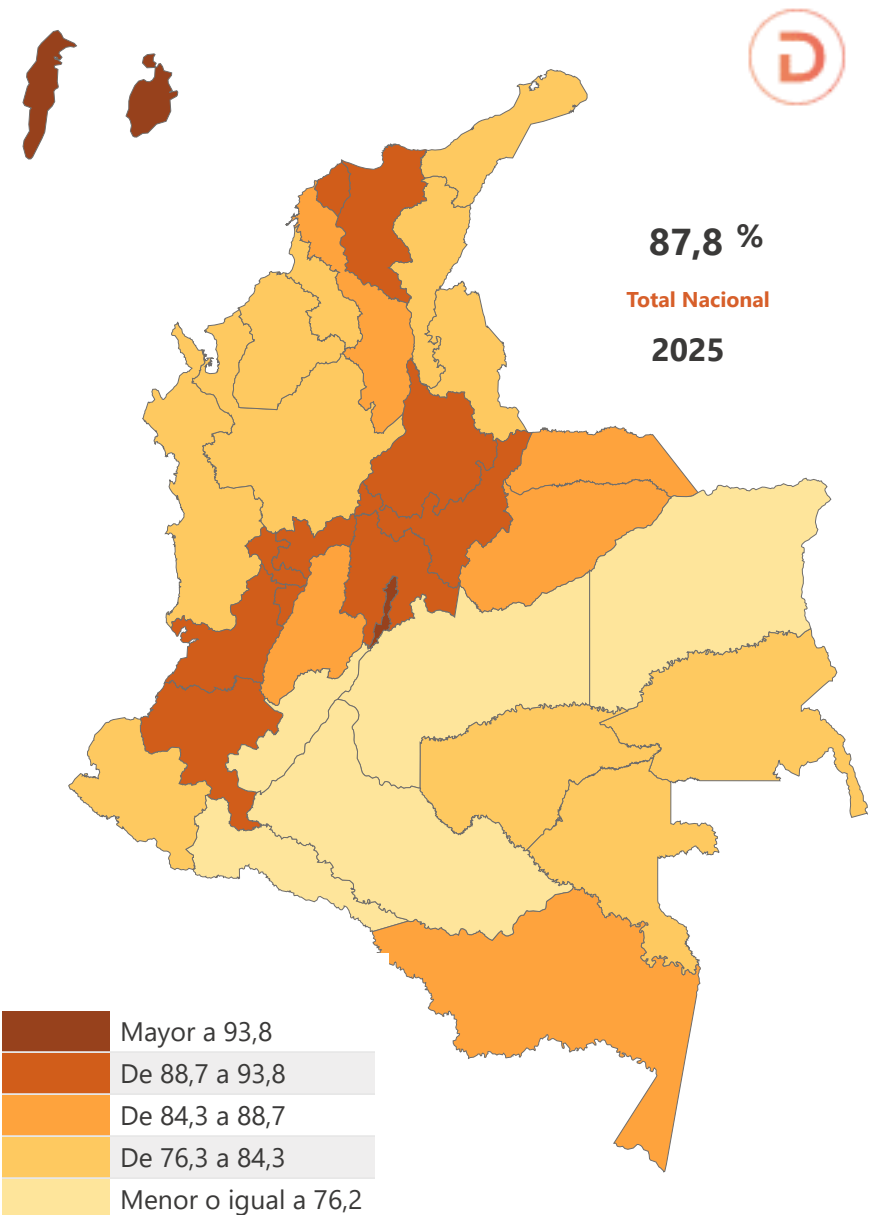 D
87,8 %
Total Nacional
2025
Mayor a 93,8
De 88,7 a 93,8
De 84,3 a 88,7
De 76,3 a 84,3
Menor o igual a 76,2